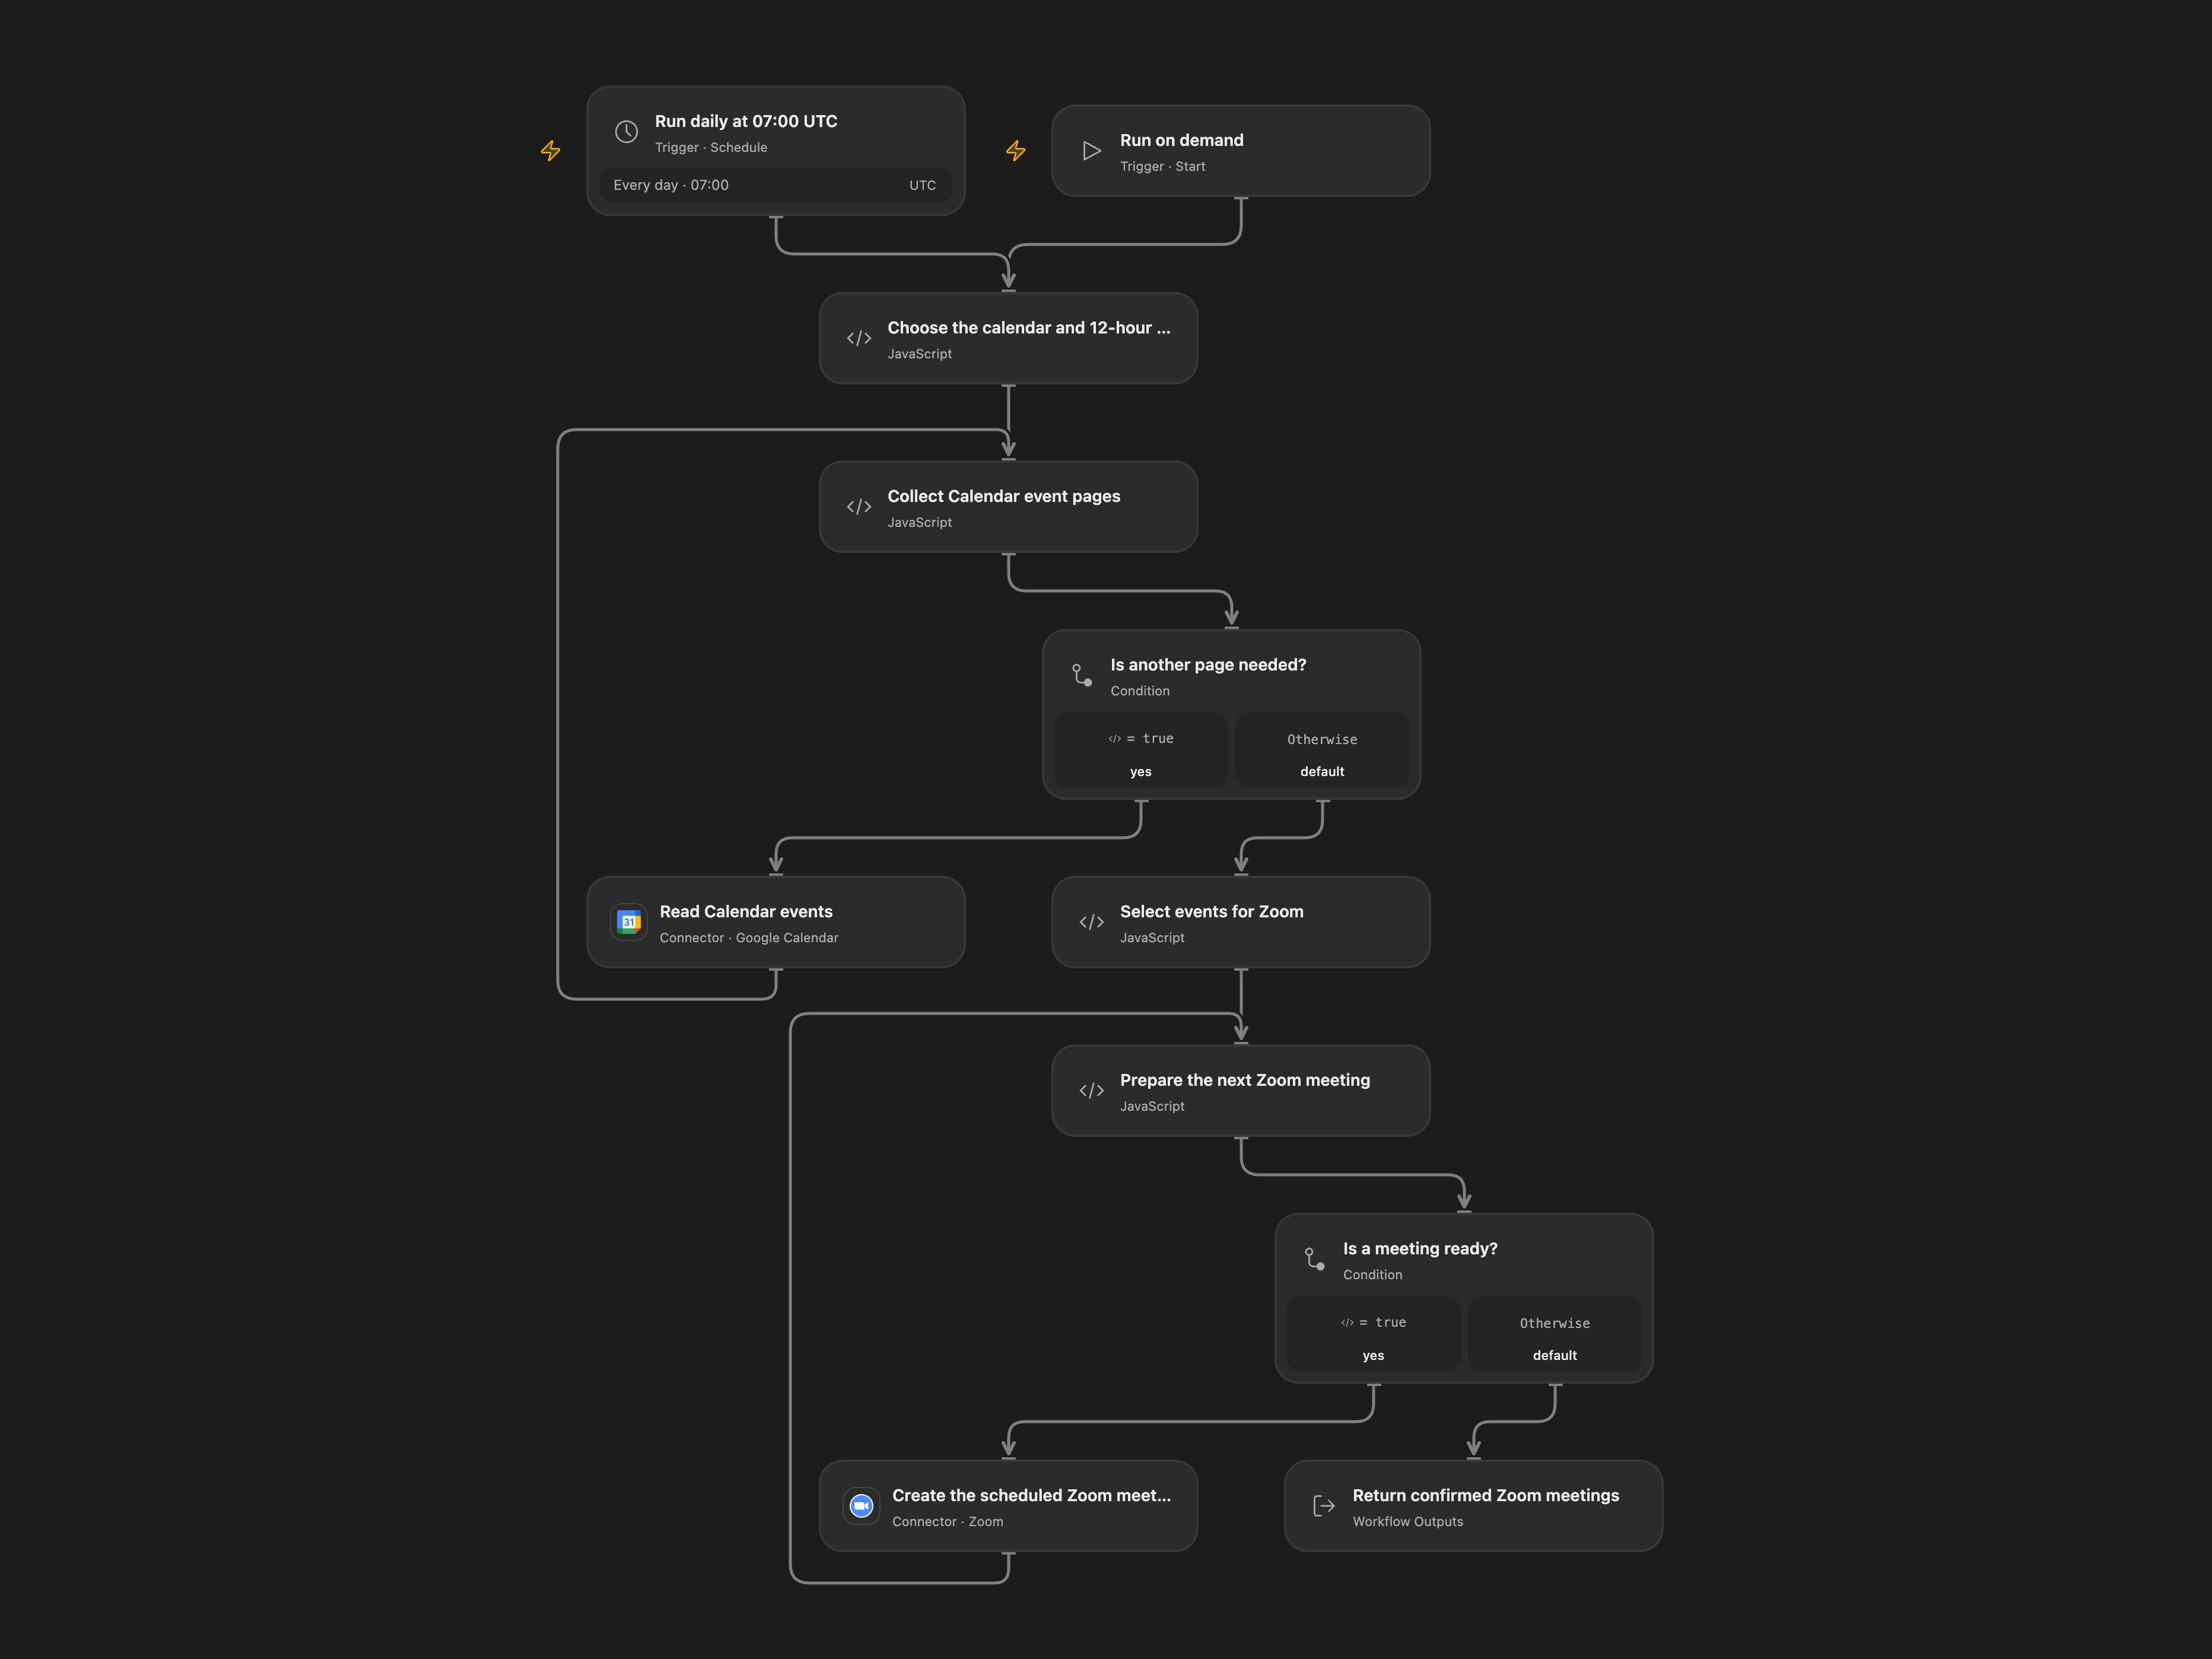 Run daily at 07:00 UTC
Trigger · Schedule
Every day · 07:00 UTC
Run on demand
Trigger · Start
Choose the calendar and 12-hour ...
JavaScript
Collect Calendar event pages
JavaScript
Is another page needed?
Condition
</> = true
yes
Otherwise
default
31
Read Calendar events
Connector · Google Calendar
Select events for Zoom
JavaScript
Prepare the next Zoom meeting
JavaScript
Is a meeting ready?
Condition
</> = true
yes
Otherwise
default
Create the scheduled Zoom meet...
Connector · Zoom
Return confirmed Zoom meetings
Workflow Outputs